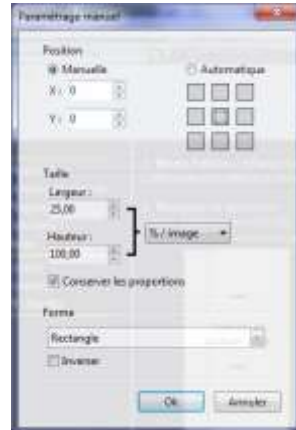 Paramétrage manuel
Position
Manuelle
Automatique
X: 0
Y: 0
Taille
Largeur :
25,00
Hauteur :
100,00
% / image
Conserver les proportions
Forme
Rectangle
Inverser
Ok
Annuler